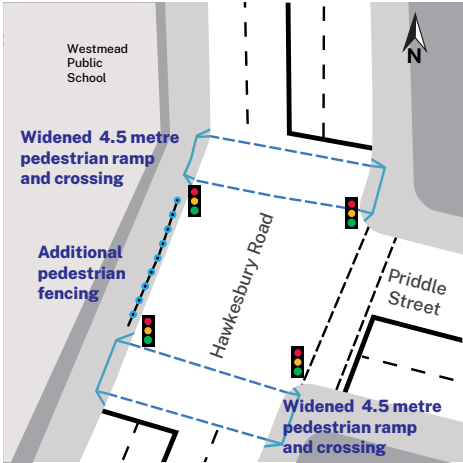 Westmead
Public
School
N
Widened 4.5 metre
pedestrian ramp
and crossing
Additional
pedestrian
fencing
Hawkesbury Road
Priddle
Street
Widened 4.5 metre
pedestrian ramp
and crossing